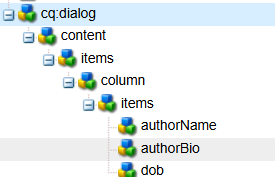 cq:dialog
content
items
column
items
authorName
authorBio
dob